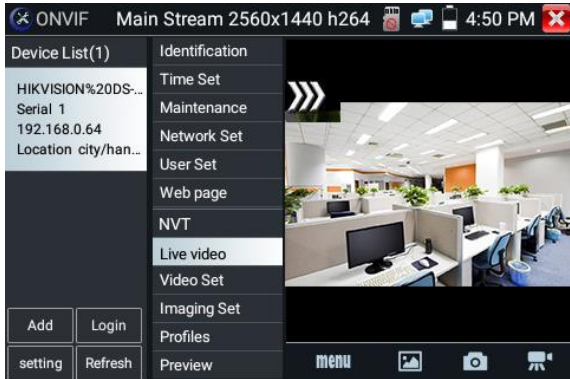 ONVIF Main Stream 2560x1440 h264 4:50 PM
Device List(1)
HIKVISION%20DS-...
Serial 1
192.168.0.64
Location city/han...
Add
Login
setting
Refresh
Identification
Time Set
Maintenance
Network Set
User Set
Web page
NVT
Live video
Video Set
Imaging Set
Profiles
Preview
menu